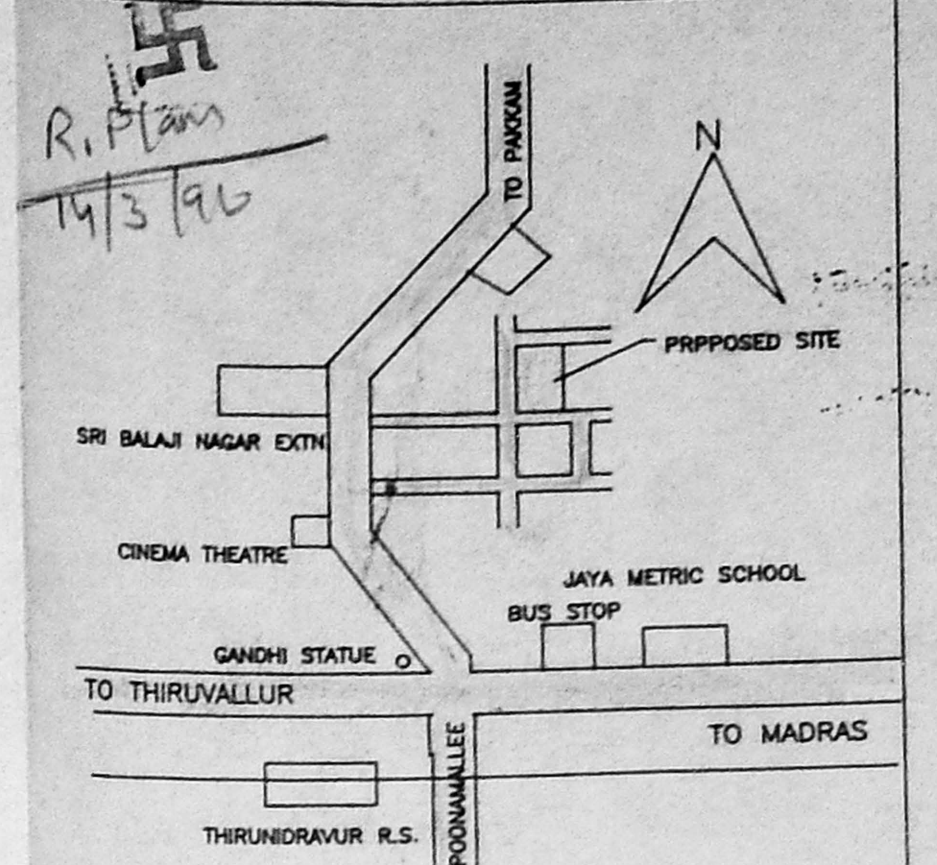 R. Plans
14/3/96
TO PAKKAM
N
PRPPOSED SITE
SRI BALAJI NAGAR EXTN
CINEMA THEATRE
JAYA METRIC SCHOOL
BUS STOP
GANDHI STATUE
TO THIRUVALLUR
TO MADRAS
POONAMALLEE
THIRUNIDRAVUR R.S.